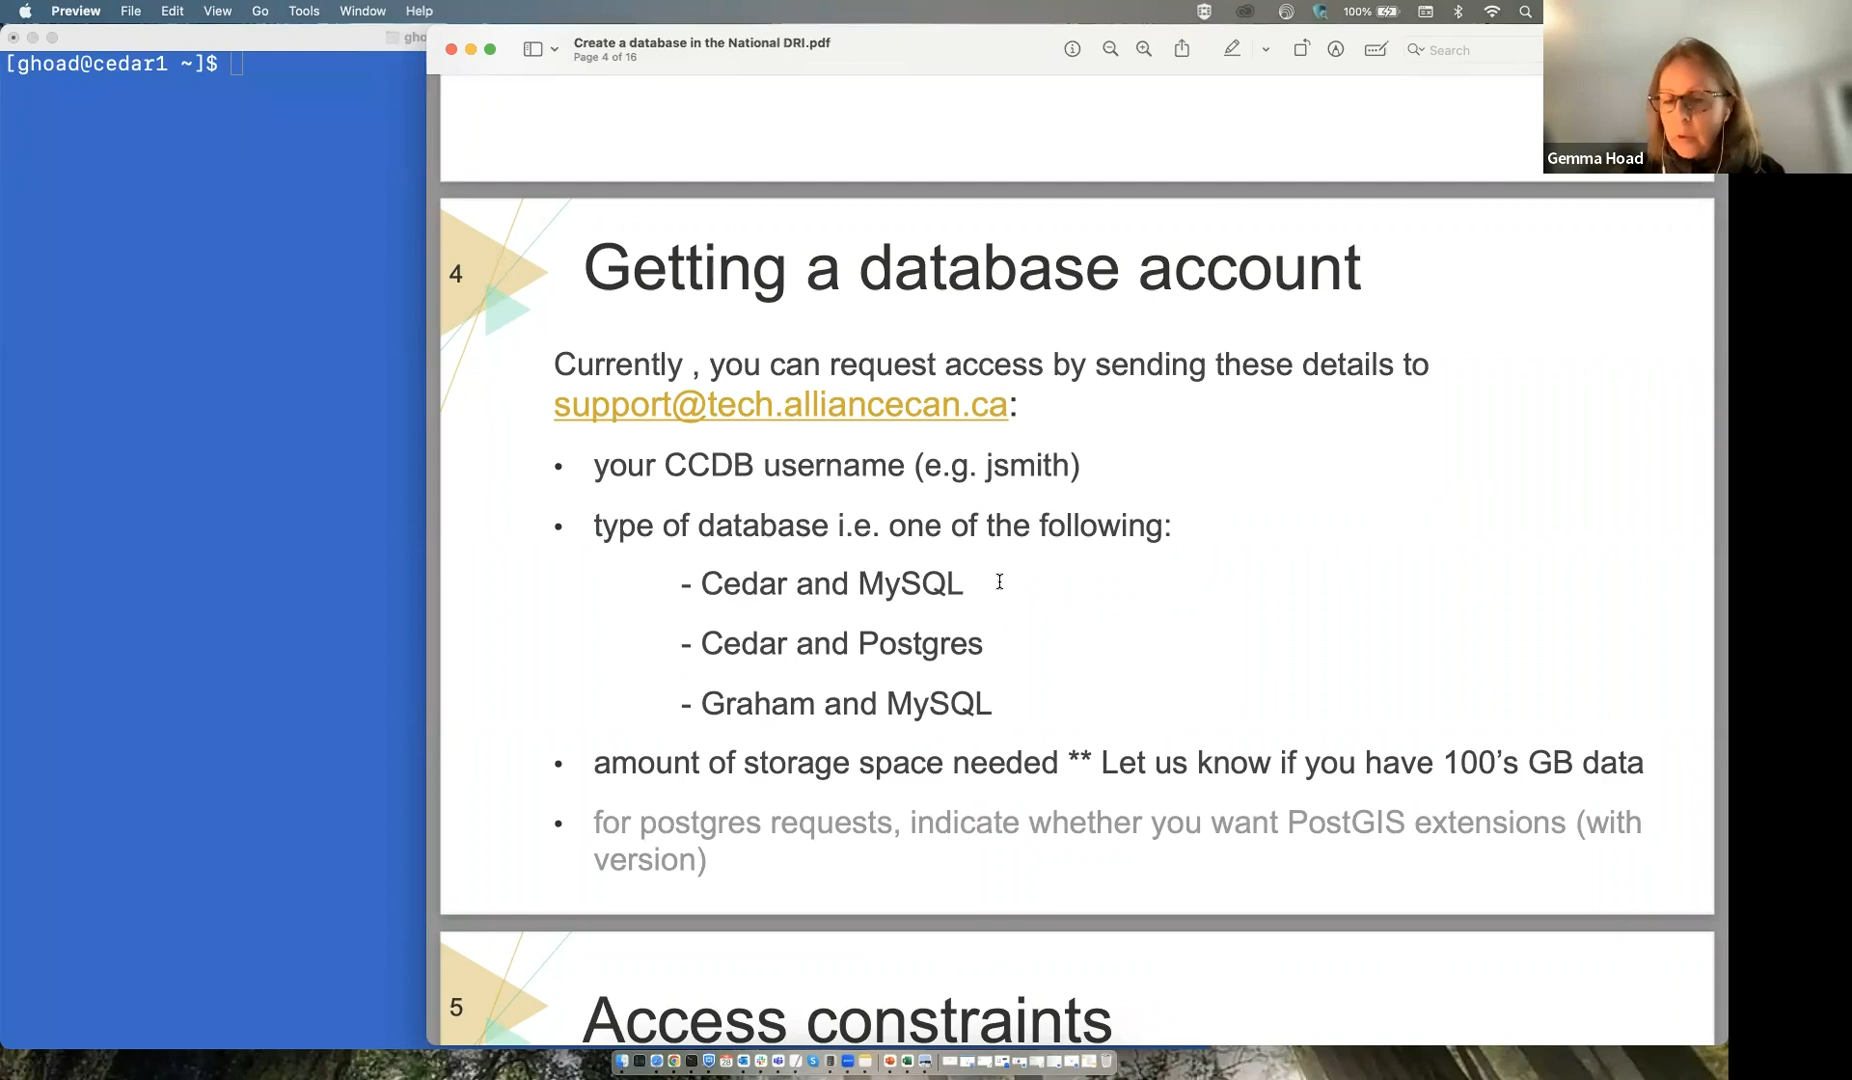 Preview File Edit View Go Tools Window Help
100%
gho
[ghoad@cedar1 ~]$
Create a database in the National DRI.pdf
Page 4 of 16
Search
Gemma Hoad
4
Getting a database account
Currently , you can request access by sending these details to
support@tech.alliancecan.ca:
• your CCDB username (e.g. jsmith)
• type of database i.e. one of the following:
- Cedar and MySQL
- Cedar and Postgres
- Graham and MySQL
• amount of storage space needed ** Let us know if you have 100’s GB data
• for postgres requests, indicate whether you want PostGIS extensions (with
version)
5
Access constraints